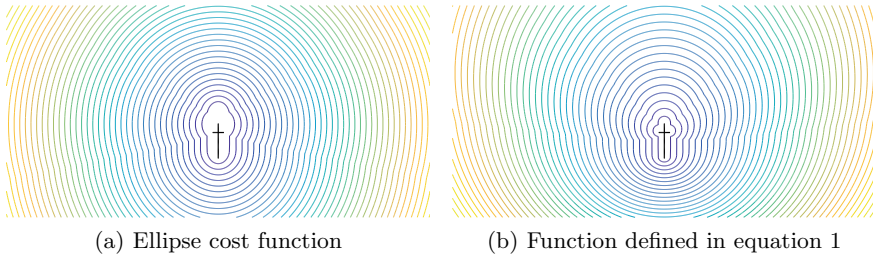 (a) Ellipse cost function
(b) Function defined in equation 1